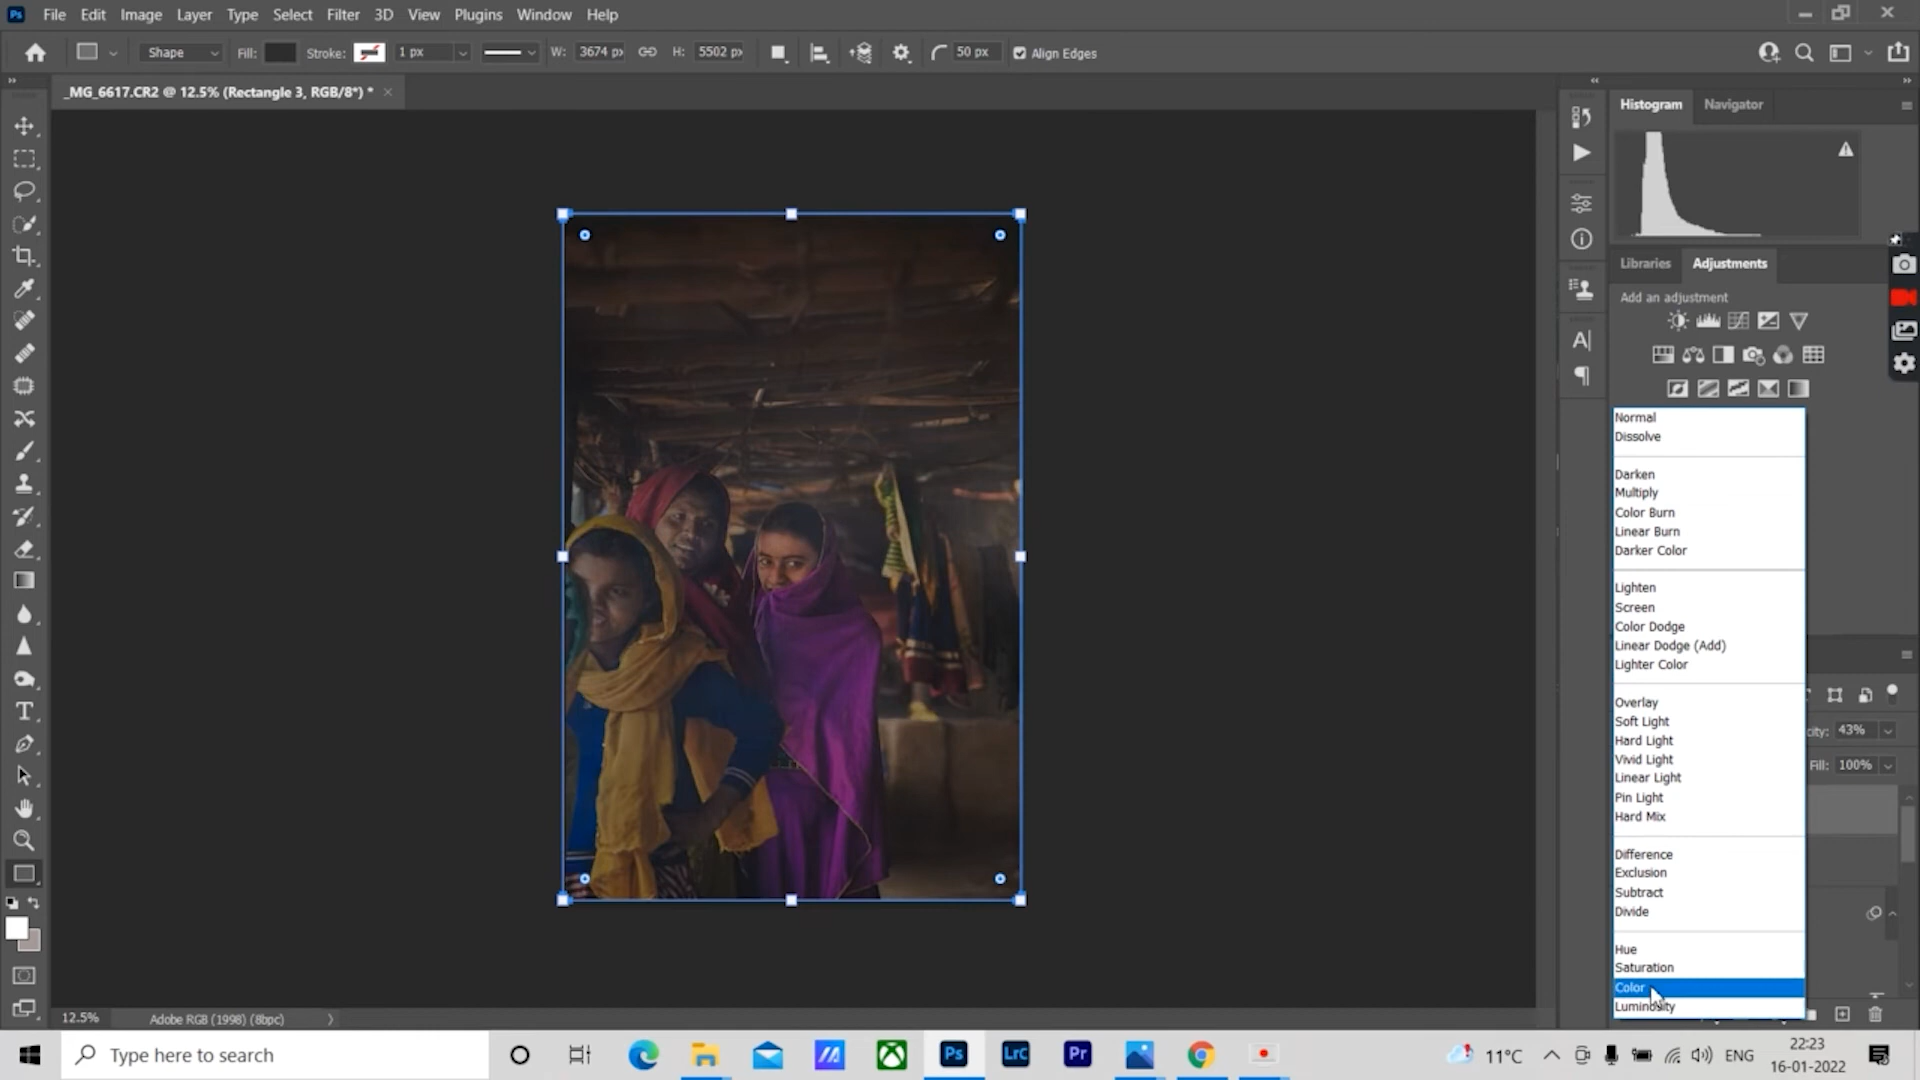 Ps File Edit Image Layer Type Select Filter 3D View Plugins Window Help
Shape Fill: Stroke: 1 px W: 3674 px H: 5502 px 50 px Align Edges
_MG_6617.CR2 @ 12.5% (Rectangle 3, RGB/8*) *
Histogram Navigator
Libraries Adjustments
Add an adjustment
Normal
Dissolve
Darken
Multiply
Color Burn
Linear Burn
Darker Color
Lighten
Screen
Color Dodge
Linear Dodge (Add)
Lighter Color
Overlay
Soft Light
Hard Light
Vivid Light
Linear Light
Pin Light
Hard Mix
Difference
Exclusion
Subtract
Divide
Hue
Saturation
Color
Luminosity
city: 43%
Fill: 100%
12.5% Adobe RGB (1998) (8bpc)
Type here to search
Ps LrC Pr
11°C ENG
22:23
16-01-2022